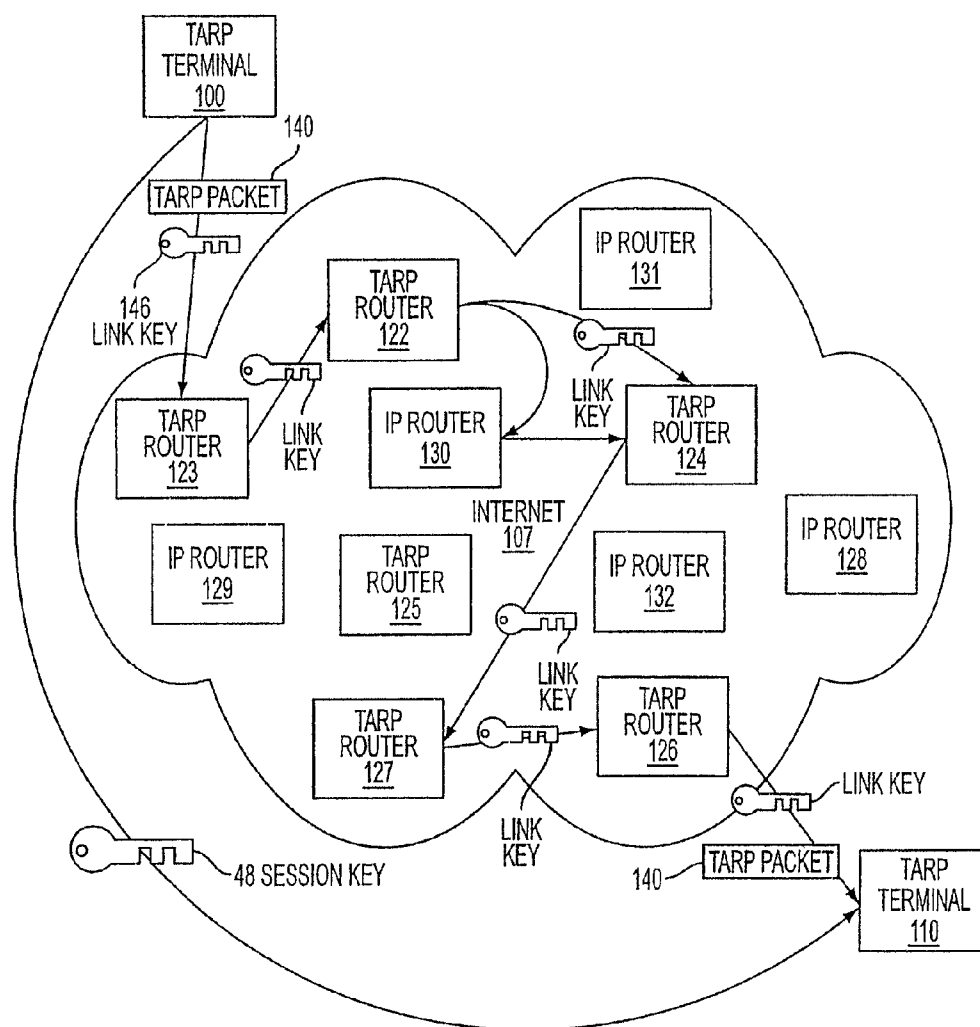 TARP
TERMINAL
100
140
TARP PACKET
146
LINK KEY
IP ROUTER
131
TARP
ROUTER
122
LINK
KEY
LINK
KEY
TARP
ROUTER
123
IP ROUTER
130
TARP
ROUTER
124
INTERNET
107
IP ROUTER
129
TARP
ROUTER
125
IP ROUTER
132
IP ROUTER
128
LINK
KEY
TARP
ROUTER
127
TARP
ROUTER
126
LINK
KEY
LINK KEY
48 SESSION KEY
140
TARP PACKET
TARP
TERMINAL
110